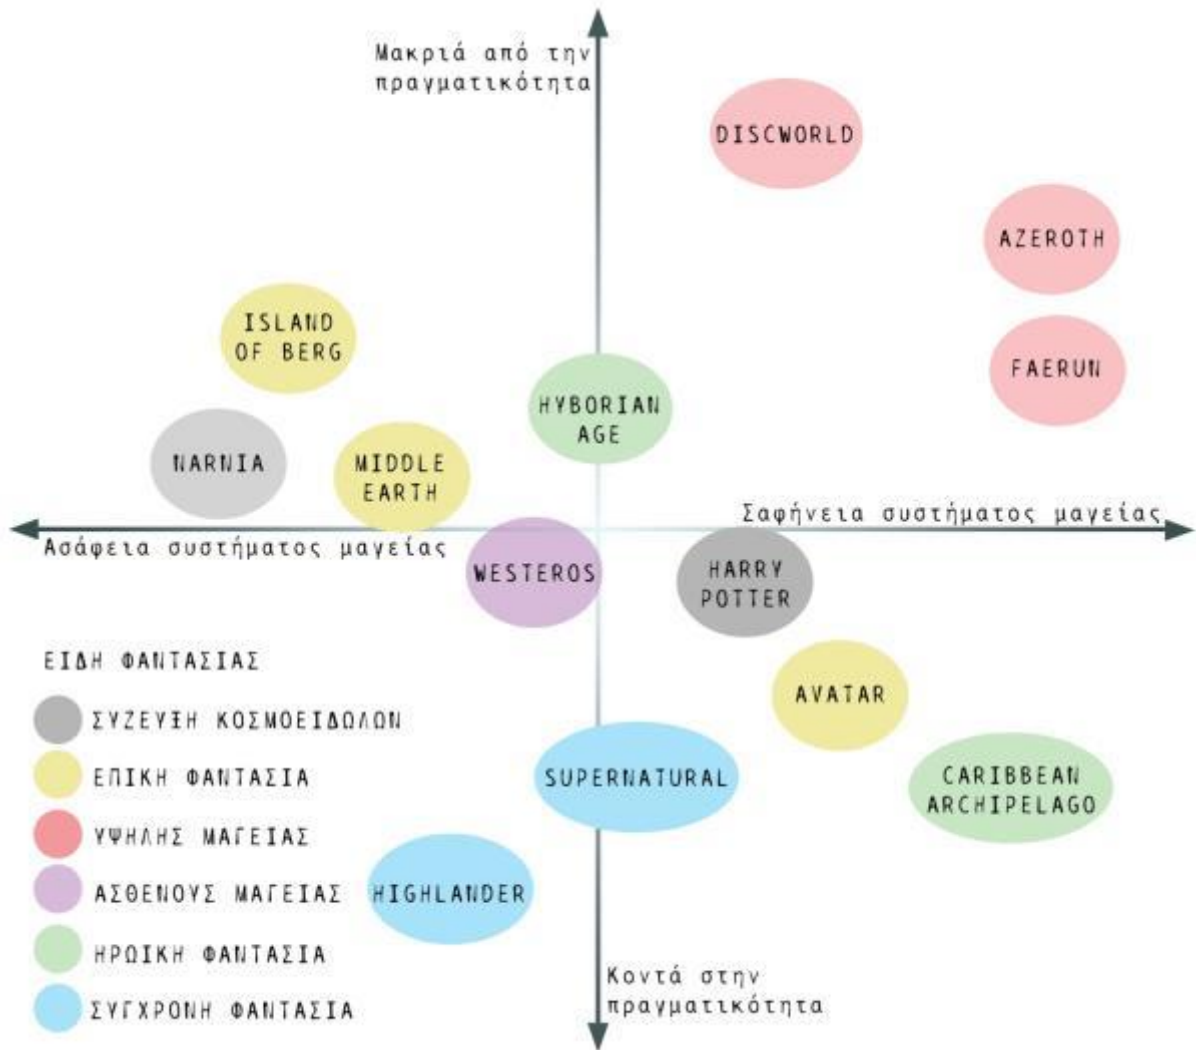 Μακριά από την
πραγματικότητα
DISCWORLD
AZEROTH
ISLAND
OF BERG
FAERUN
HYBORIAN
AGE
NARNIA
MIDDLE
EARTH
Σαφήνεια συστήματος μαγείας
Ασάφεια συστήματος μαγείας
WESTEROS
HARRY
POTTER
AVATAR
SUPERNATURAL
CARIBBEAN
ARCHIPELAGO
HIGHLANDER
ΕΙΔΗ ΦΑΝΤΑΣΙΑΣ
ΣΥΖΕΥΞΗ ΚΟΣΜΟΕΙΔΩΛΩΝ
ΕΠΙΚΗ ΦΑΝΤΑΣΙΑ
ΥΨΗΛΗΣ ΜΑΓΕΙΑΣ
ΑΣΘΕΝΟΥΣ ΜΑΓΕΙΑΣ
ΗΡΩΙΚΗ ΦΑΝΤΑΣΙΑ
ΣΥΓΧΡΟΝΗ ΦΑΝΤΑΣΙΑ
Κοντά στην
πραγματικότητα